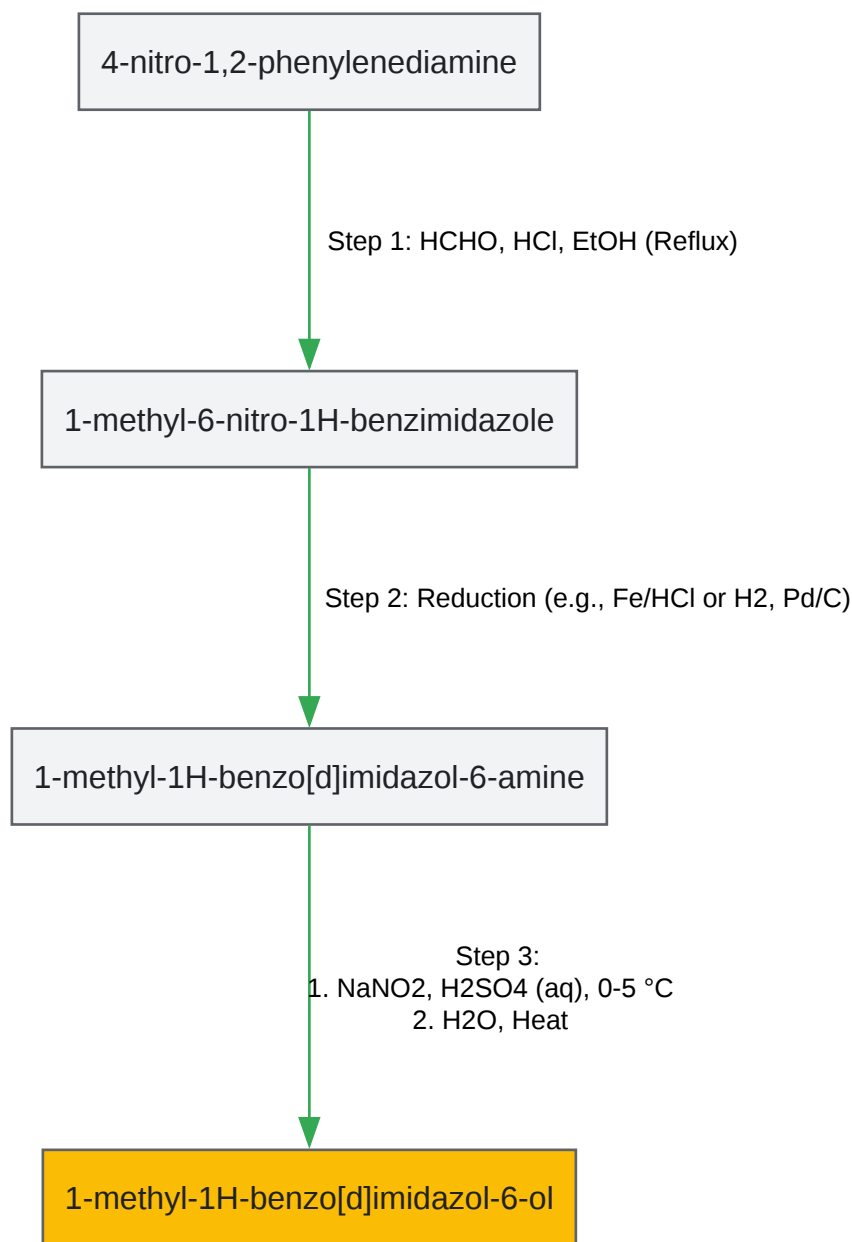 4-nitro-1,2-phenylenediamine
Step 1: HCHO, HCl, EtOH (Reflux)
1-methyl-6-nitro-1H-benzimidazole
Step 2: Reduction (e.g., Fe/HCl or H2, Pd/C)
1-methyl-1H-benzo[d]imidazol-6-amine
Step 3:
1. NaNO2, H2SO4 (aq), 0-5 °C
2. H2O, Heat
1-methyl-1H-benzo[d]imidazol-6-ol